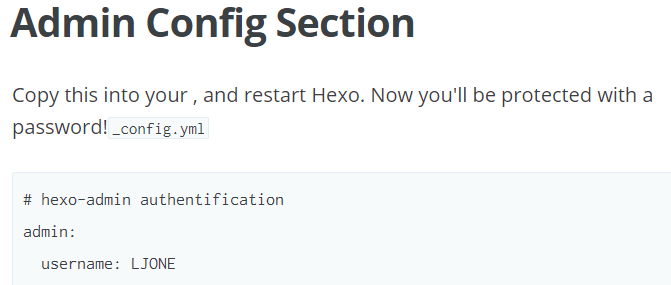 Admin Config Section
Copy this into your , and restart Hexo. Now you'll be protected with a
password! _config.yml
# hexo-admin authentification
admin:
  username: LJONE